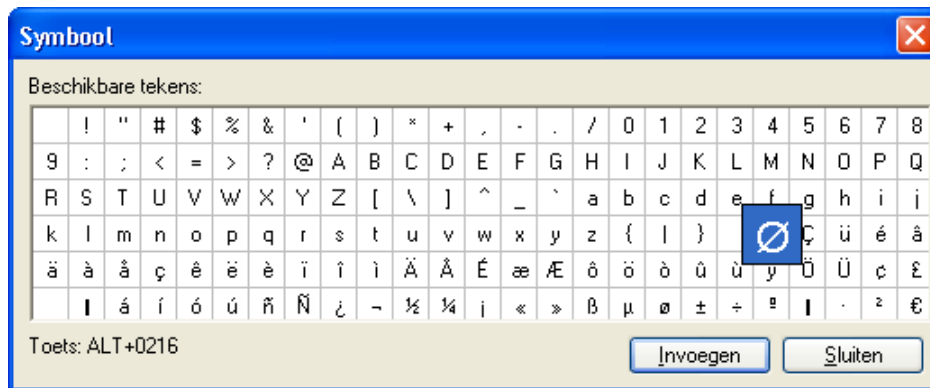 Symbool
Beschikbare tekens:
! " # $ % & ' ( ) * + , - . / 0 1 2 3 4 5 6 7 8
9 : ; < = > ? @ A B C D E F G H I J K L M N O P Q
R S T U V W X Y Z [ \ ] ^ _ ` a b c d e f g h i j
k l m n o p q r s t u v w x y z { | } Ø Ç ü é â
ä à å ç ê ë è ï î ì Ä Å É æ Æ ô ö ò û ù ÿ Ö Ü ¢ £
á í ó ú ñ Ñ ¿ ¬ ½ ¼ ¡ « » ß µ ø ± ÷ ª · ² €
Toets: ALT+0216
Invoegen
Sluiten